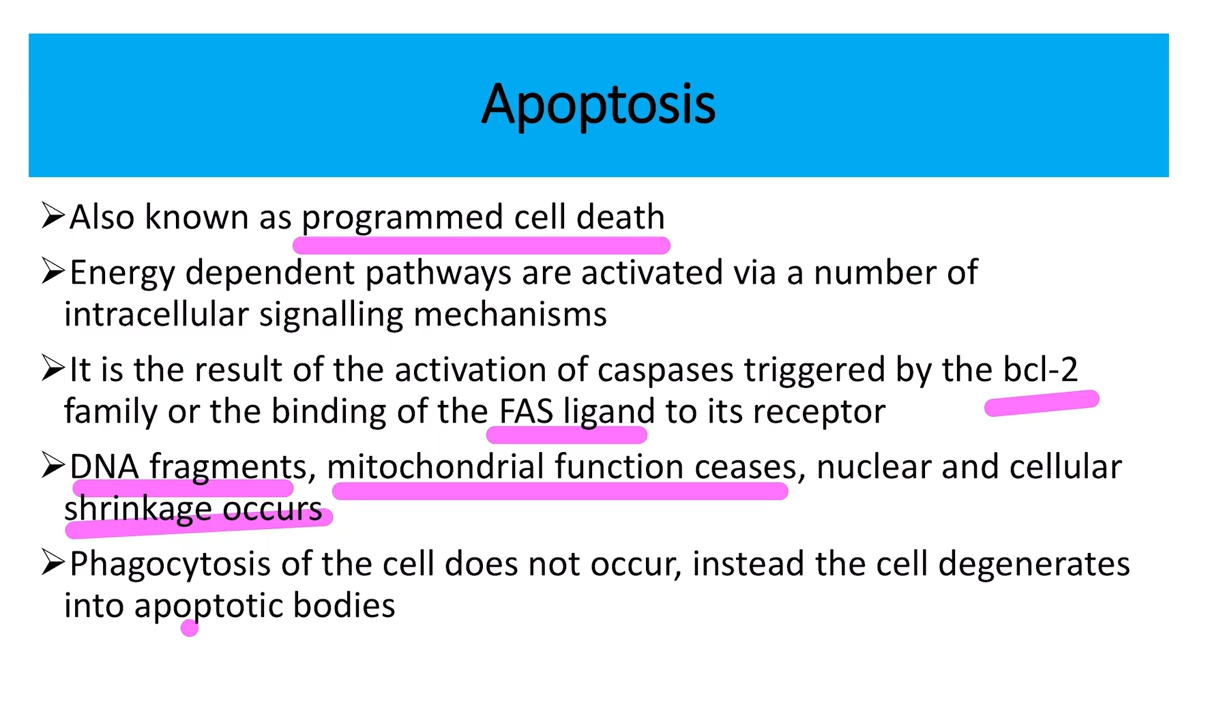 Apoptosis
➢Also known as programmed cell death
➢Energy dependent pathways are activated via a number of
intracellular signalling mechanisms
➢It is the result of the activation of caspases triggered by the bcl-2
family or the binding of the FAS ligand to its receptor
➢DNA fragments, mitochondrial function ceases, nuclear and cellular
shrinkage occurs
➢Phagocytosis of the cell does not occur, instead the cell degenerates
into apoptotic bodies